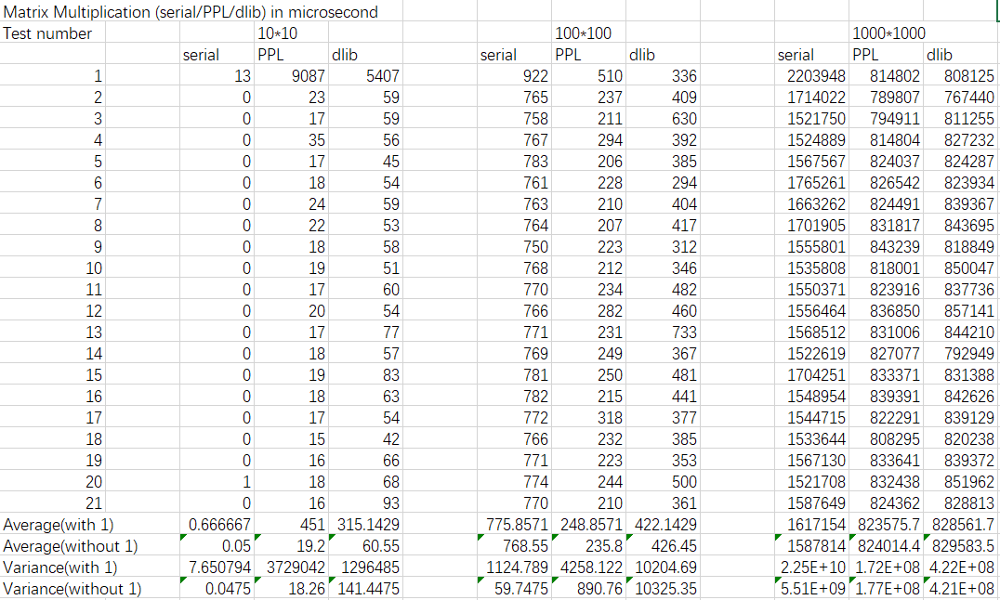 Matrix Multiplication (serial/PPL/dlib) in microsecond
Test number 10*10 100*100 1000*1000
serial PPL dlib serial PPL dlib serial PPL dlib
1 13 9087 5407 922 510 336 2203948 814802 808125
2 0 23 59 765 237 409 1714022 789807 767440
3 0 17 59 758 211 630 1521750 794911 811255
4 0 35 56 767 294 392 1524889 814804 827232
5 0 17 45 783 206 385 1567567 824037 824287
6 0 18 54 761 228 294 1765261 826542 823934
7 0 24 59 763 210 404 1663262 824491 839367
8 0 22 53 764 207 417 1701905 831817 843695
9 0 18 58 750 223 312 1555801 843239 818849
10 0 19 51 768 212 346 1535808 818001 850047
11 0 17 60 770 234 482 1550371 823916 837736
12 0 20 54 766 282 460 1556464 836850 857141
13 0 17 77 771 231 733 1568512 831006 844210
14 0 18 57 769 249 367 1522619 827077 792949
15 0 19 83 781 250 481 1704251 833371 831388
16 0 18 63 782 215 441 1548954 839391 842626
17 0 17 54 772 318 377 1544715 822291 839129
18 0 15 42 766 232 385 1533644 808295 820238
19 0 16 66 771 223 353 1567130 833641 839372
20 1 18 68 774 244 500 1521708 832438 851962
21 0 16 93 770 210 361 1587649 824362 828813
Average(with 1) 0.666667 451 315.1429 775.8571 248.8571 422.1429 1617154 823575.7 828561.7
Average(without 1) 0.05 19.2 60.55 768.55 235.8 426.45 1587814 824014.4 829583.5
Variance(with 1) 7.650794 3729042 1296485 1124.789 4258.122 10204.69 2.25E+10 1.72E+08 4.22E+08
Variance(without 1) 0.0475 18.26 141.4475 59.7475 890.76 10325.35 5.51E+09 1.77E+08 4.21E+08